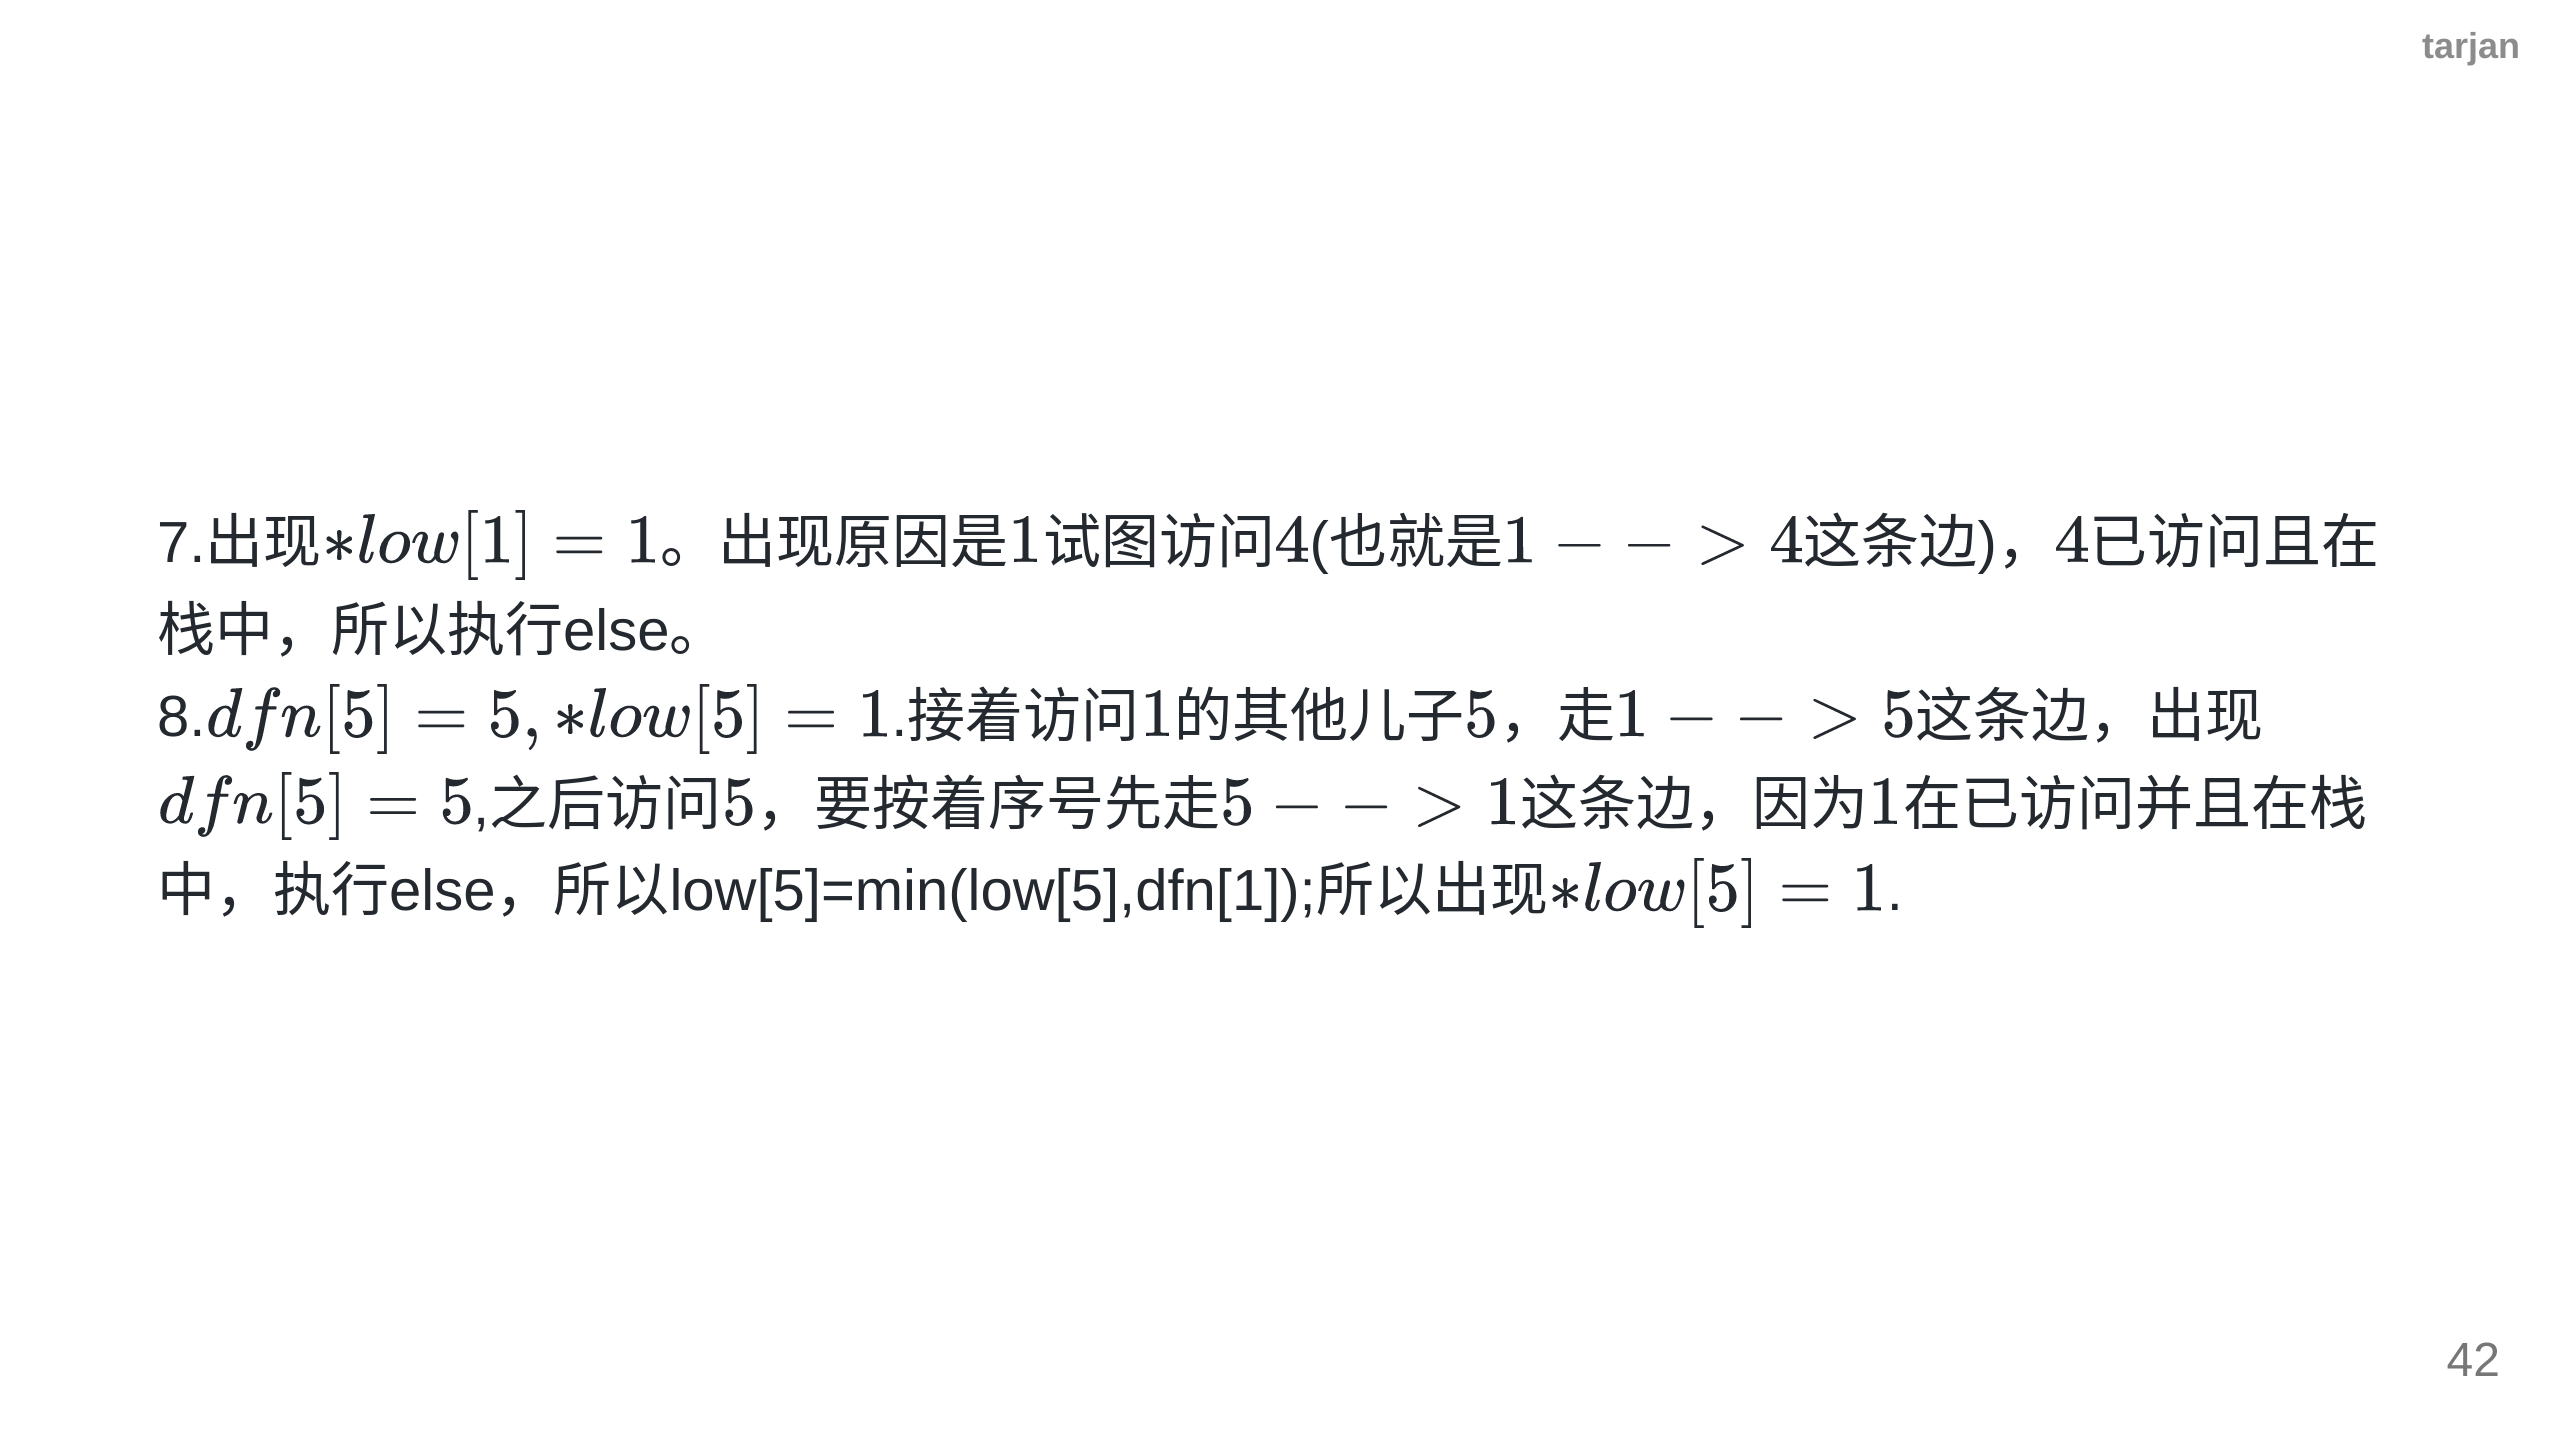 tarjan
7.出现*low[1] = 1。出现原因是1试图访问4(也就是1 − − > 4这条边)，4已访问且在
栈中，所以执行else。
8.dfn[5] = 5, *low[5] = 1.接着访问1的其他儿子5，走1 − − > 5这条边，出现
dfn[5] = 5,之后访问5，要按着序号先走5 − − > 1这条边，因为1在已访问并且在栈
中，执行else，所以low[5]=min(low[5],dfn[1]);所以出现*low[5] = 1.
42